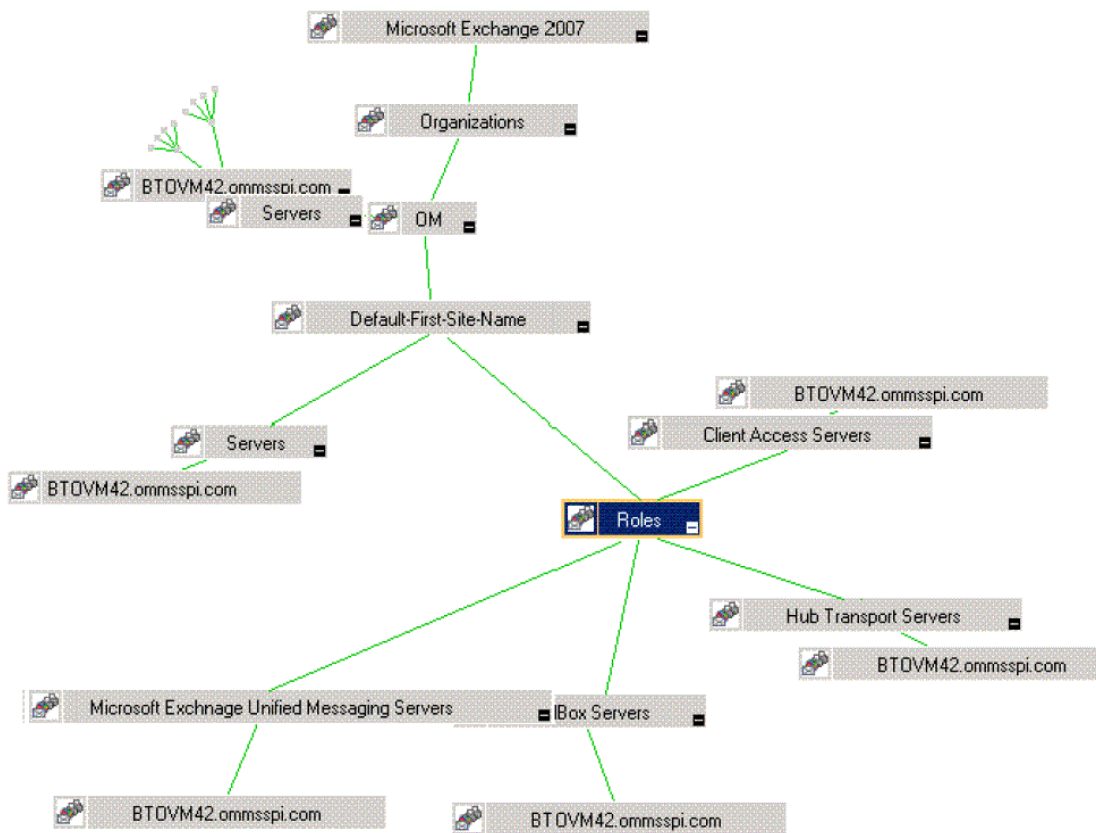 Microsoft Exchange 2007
Organizations
BTOVM42.ommsspi.com
Servers
OM
Default-First-Site-Name
BTOVM42.ommsspi.com
Client Access Servers
Servers
BTOVM42.ommsspi.com
Roles
Hub Transport Servers
BTOVM42.ommsspi.com
Microsoft Exchnage Unified Messaging Servers
lBox Servers
BTOVM42.ommsspi.com
BTOVM42.ommsspi.com